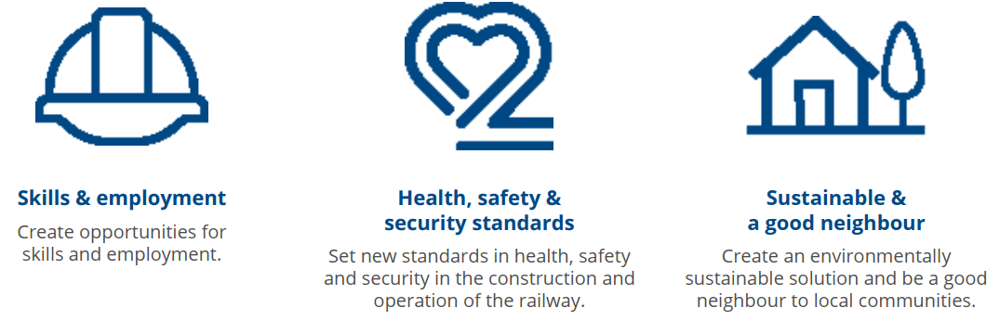 Skills & employment
Create opportunities for
skills and employment.
Health, safety &
security standards
Set new standards in health, safety
and security in the construction and
operation of the railway.
Sustainable &
a good neighbour
Create an environmentally
sustainable solution and be a good
neighbour to local communities.